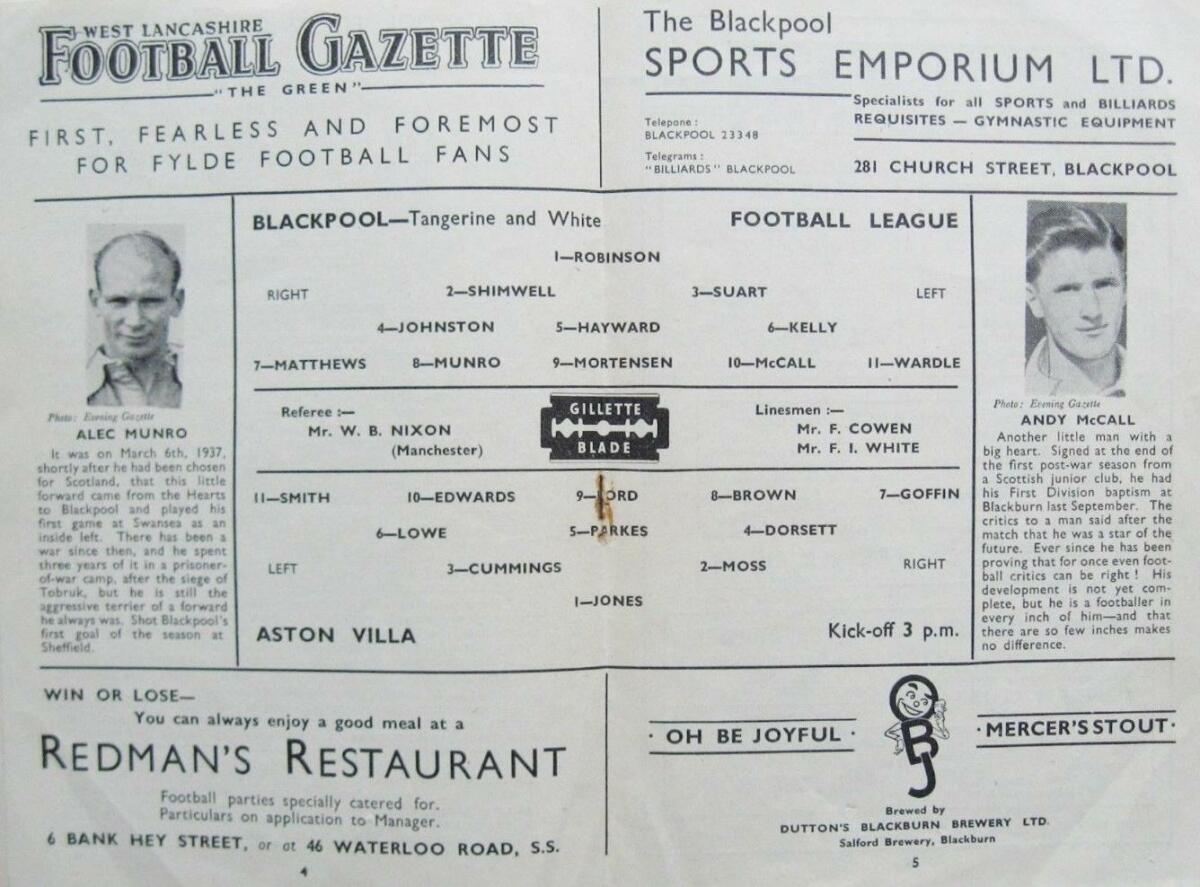 WEST LANCASHIRE
FOOTBALL GAZETTE
"THE GREEN"
FIRST, FEARLESS AND FOREMOST
FOR FYLDE FOOTBALL FANS
The Blackpool
SPORTS EMPORIUM LTD.
Specialists for all SPORTS and BILLIARDS
REQUISITES — GYMNASTIC EQUIPMENT
Telepone :
BLACKPOOL 23348
Telegrams :
"BILLIARDS" BLACKPOOL
281 CHURCH STREET, BLACKPOOL
Photo: Evening Gazette
ALEC MUNRO
It was on March 6th, 1937,
shortly after he had been chosen
for Scotland, that this little
forward came from the Hearts
to Blackpool and played his
first game at Swansea as an
inside left. There has been a
war since then, and he spent
three years of it in a prisoner-
of-war camp, after the siege of
Tobruk, but he is still the
aggressive terrier of a forward
he always was. Shot Blackpool's
first goal of the season at
Sheffield.
BLACKPOOL—Tangerine and White
FOOTBALL LEAGUE
1—ROBINSON
RIGHT 2—SHIMWELL 3—SUART LEFT
4—JOHNSTON 5—HAYWARD 6—KELLY
7—MATTHEWS 8—MUNRO 9—MORTENSEN 10—McCALL 11—WARDLE
Referee :—
Mr. W. B. NIXON
(Manchester)
GILLETTE
BLADE
Linesmen :—
Mr. F. COWEN
Mr. F. I. WHITE
11—SMITH 10—EDWARDS 9—FORD 8—BROWN 7—GOFFIN
6—LOWE 5—PARKES 4—DORSETT
LEFT 3—CUMMINGS 2—MOSS RIGHT
1—JONES
ASTON VILLA
Kick-off 3 p.m.
Photo: Evening Gazette
ANDY McCALL
Another little man with a
big heart. Signed at the end of
the first post-war season from
a Scottish junior club, he had
his First Division baptism at
Blackburn last September. The
critics to a man said after the
match that he was a star of the
future. Ever since he has been
proving that for once even foot-
ball critics can be right ! His
development is not yet com-
plete, but he is a footballer in
every inch of him—and that
there are so few inches makes
no difference.
WIN OR LOSE—
You can always enjoy a good meal at a
REDMAN'S RESTAURANT
Football parties specially catered for.
Particulars on application to Manager.
6 BANK HEY STREET, or at 46 WATERLOO ROAD, S.S.
4
· OH BE JOYFUL ·
OBJ
· MERCER'S STOUT ·
Brewed by
DUTTON'S BLACKBURN BREWERY LTD.
Salford Brewery, Blackburn
5